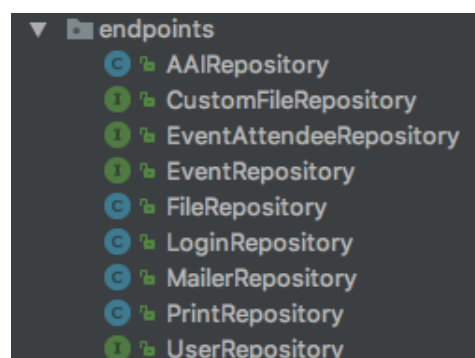 endpoints
C AAIRepository
I CustomFileRepository
I EventAttendeeRepository
I EventRepository
C FileRepository
C LoginRepository
C MailerRepository
C PrintRepository
I UserRepository